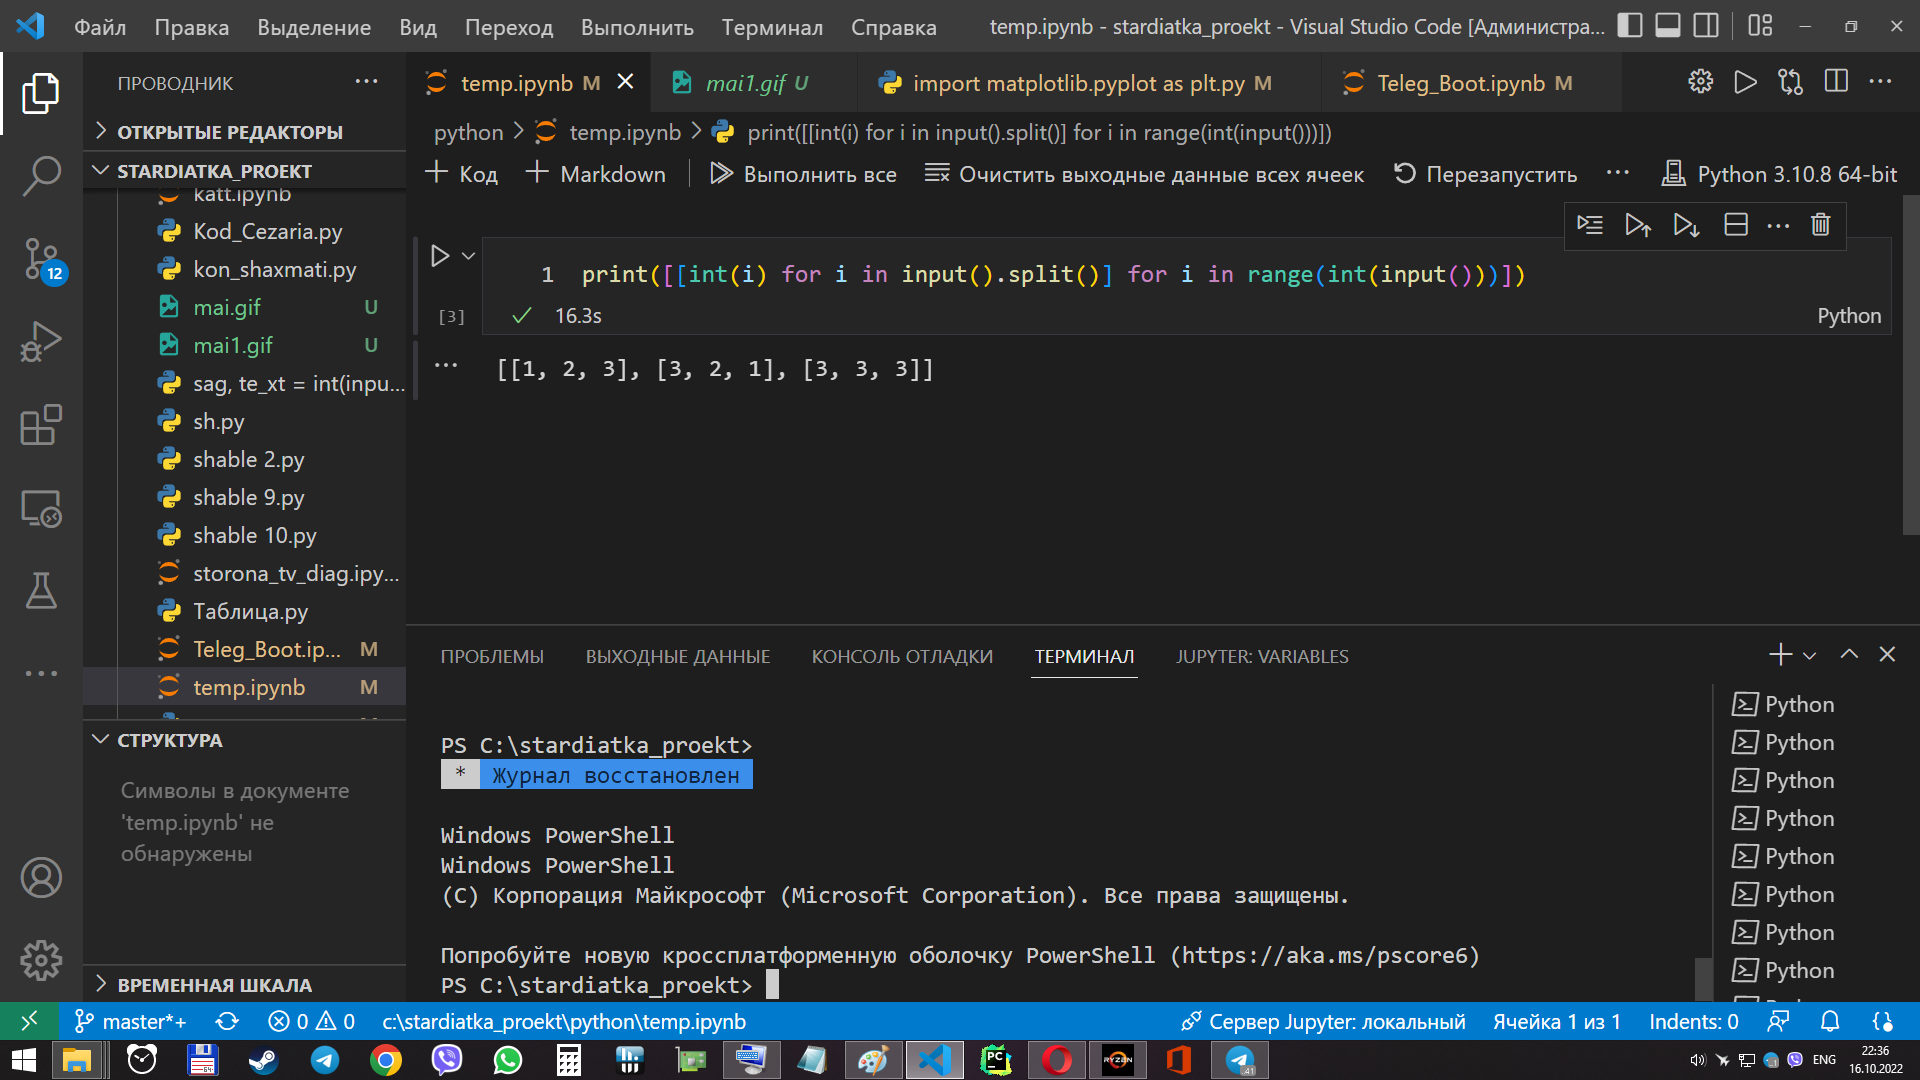 Файл Правка Выделение Вид Переход Выполнить Терминал Справка temp.ipynb - stardiatka_proekt - Visual Studio Code [Администра...
ПРОВОДНИК
ОТКРЫТЫЕ РЕДАКТОРЫ
STARDIATKA_PROEKT
katt.ipynb
Kod_Cezaria.py
kon_shaxmati.py
mai.gif U
mai1.gif U
sag, te_xt = int(inpu...
sh.py
shable 2.py
shable 9.py
shable 10.py
storona_tv_diag.ipy...
Таблица.py
Teleg_Boot.ip... M
temp.ipynb M
СТРУКТУРА
Символы в документе
'temp.ipynb' не
обнаружены
ВРЕМЕННАЯ ШКАЛА
12
temp.ipynb M mai1.gif U import matplotlib.pyplot as plt.py M Teleg_Boot.ipynb M
python > temp.ipynb > print([[int(i) for i in input().split()] for i in range(int(input()))])
+ Код + Markdown Выполнить все Очистить выходные данные всех ячеек Перезапустить ... Python 3.10.8 64-bit
1 print([[int(i) for i in input().split()] for i in range(int(input()))])
[3] 16.3s Python
[[1, 2, 3], [3, 2, 1], [3, 3, 3]]
ПРОБЛЕМЫ ВЫХОДНЫЕ ДАННЫЕ КОНСОЛЬ ОТЛАДКИ ТЕРМИНАЛ JUPYTER: VARIABLES
PS C:\stardiatka_proekt>
* Журнал восстановлен
Windows PowerShell
Windows PowerShell
(C) Корпорация Майкрософт (Microsoft Corporation). Все права защищены.
Попробуйте новую кроссплатформенную оболочку PowerShell (https://aka.ms/pscore6)
PS C:\stardiatka_proekt>
Python
Python
Python
Python
Python
Python
Python
Python
master*+ 0 0 c:\stardiatka_proekt\python\temp.ipynb Сервер Jupyter: локальный Ячейка 1 из 1 Indents: 0
PC RYZEN 41 ENG 22:36
16.10.2022